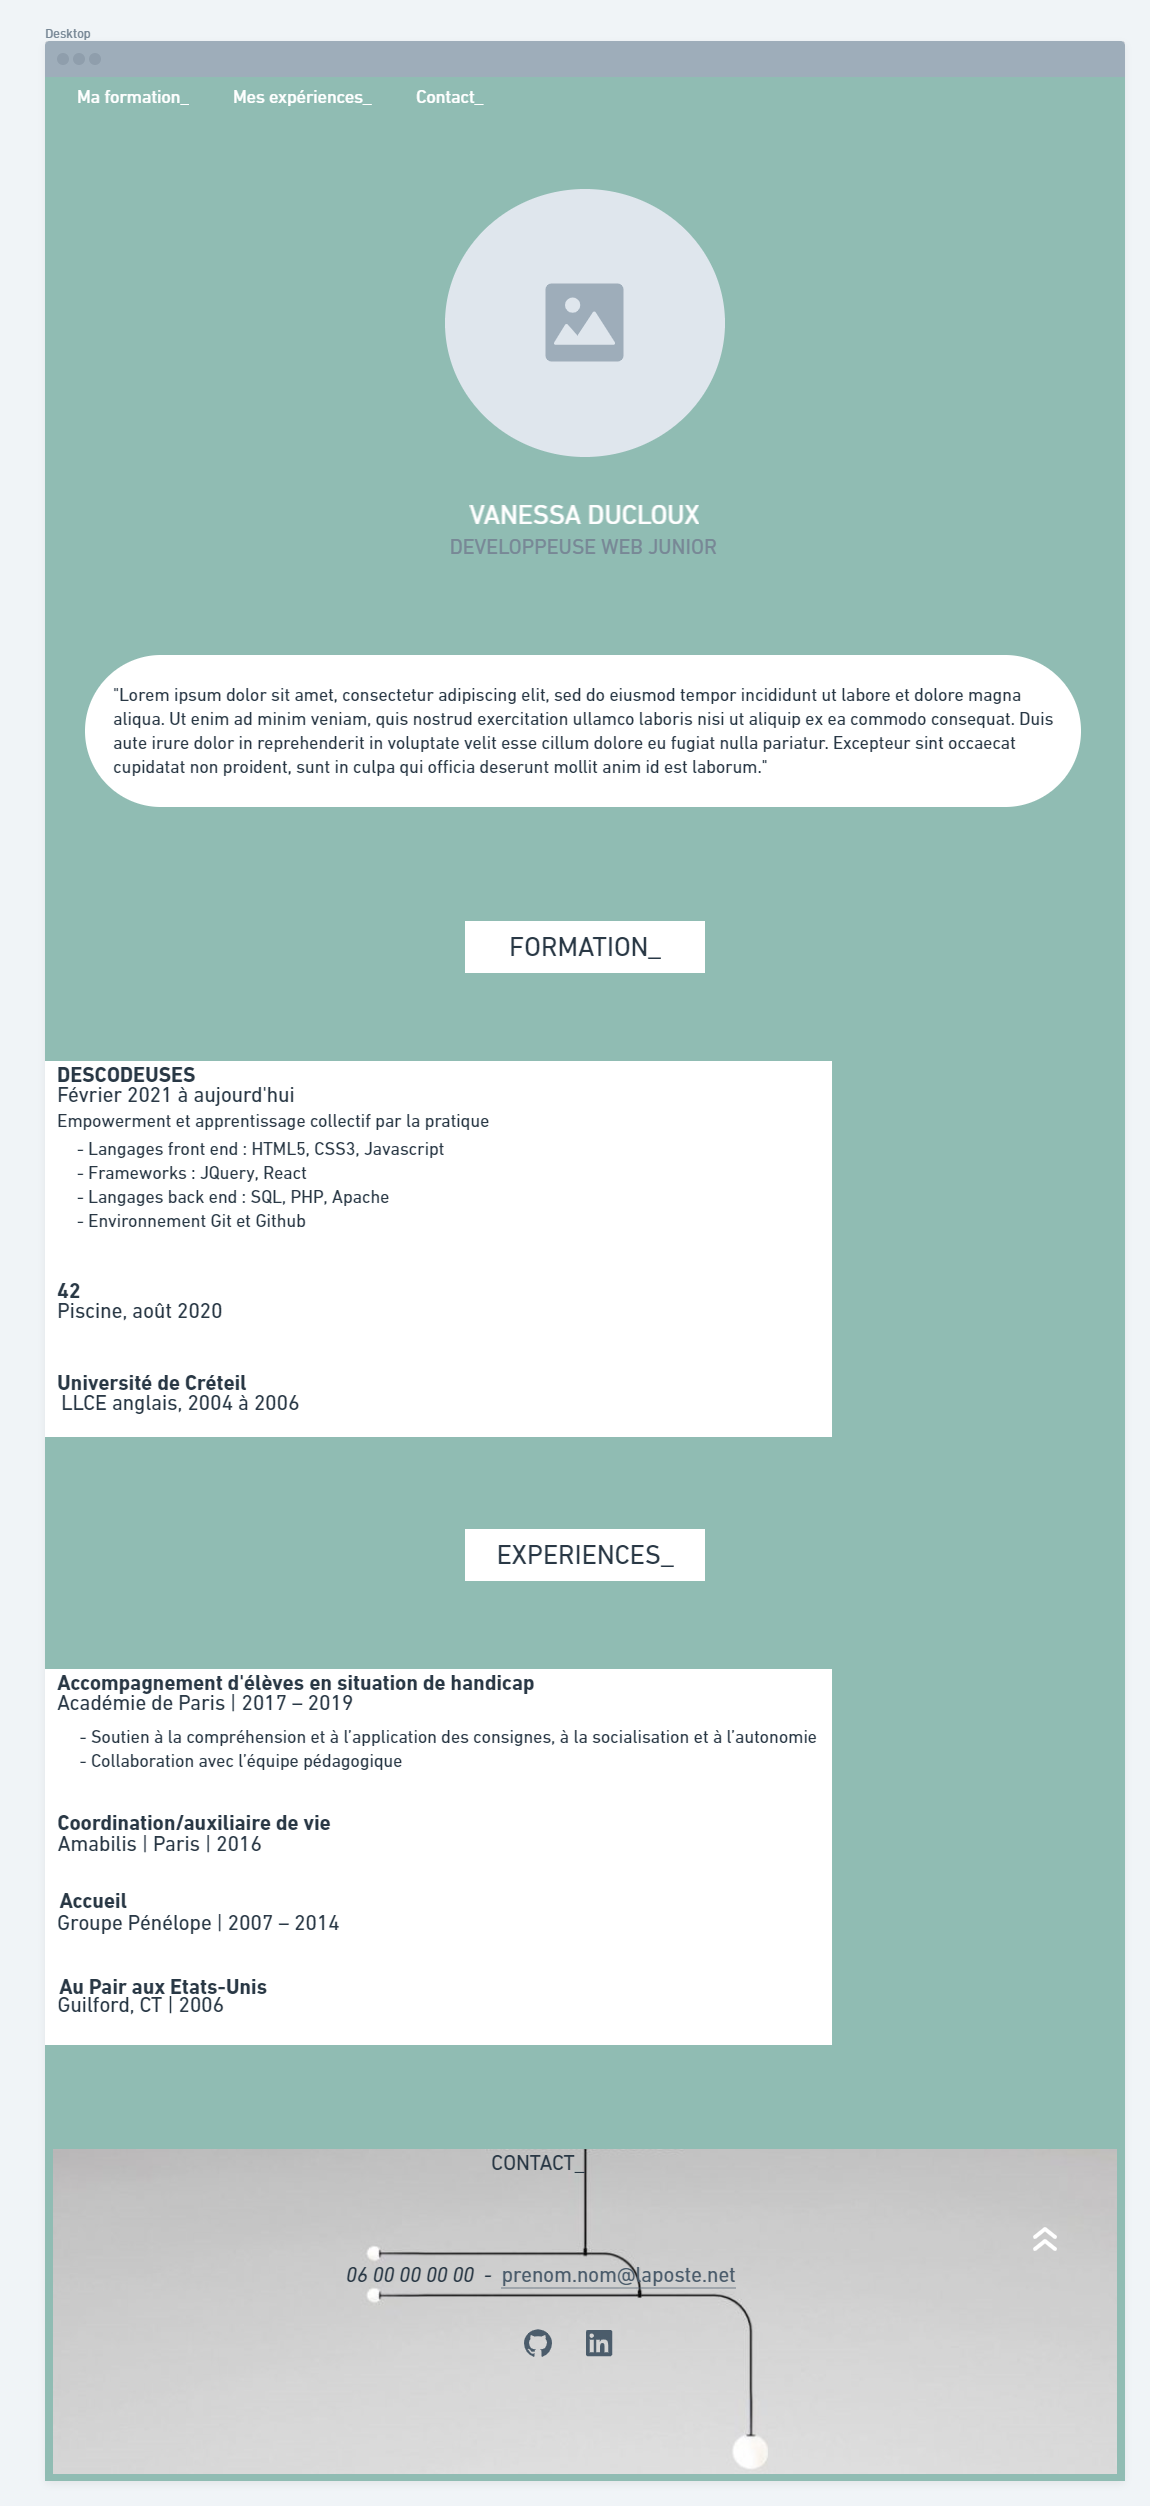 Desktop
Ma formation_ Mes expériences_ Contact_
VANESSA DUCLOUX
DEVELOPPEUSE WEB JUNIOR
"Lorem ipsum dolor sit amet, consectetur adipiscing elit, sed do eiusmod tempor incididunt ut labore et dolore magna
aliqua. Ut enim ad minim veniam, quis nostrud exercitation ullamco laboris nisi ut aliquip ex ea commodo consequat. Duis
aute irure dolor in reprehenderit in voluptate velit esse cillum dolore eu fugiat nulla pariatur. Excepteur sint occaecat
cupidatat non proident, sunt in culpa qui officia deserunt mollit anim id est laborum."
FORMATION_
DESCODEUSES
Février 2021 à aujourd'hui
Empowerment et apprentissage collectif par la pratique
- Langages front end : HTML5, CSS3, Javascript
- Frameworks : JQuery, React
- Langages back end : SQL, PHP, Apache
- Environnement Git et Github
42
Piscine, août 2020
Université de Créteil
LLCE anglais, 2004 à 2006
EXPERIENCES_
Accompagnement d'élèves en situation de handicap
Académie de Paris | 2017 – 2019
- Soutien à la compréhension et à l’application des consignes, à la socialisation et à l’autonomie
- Collaboration avec l’équipe pédagogique
Coordination/auxiliaire de vie
Amabilis | Paris | 2016
Accueil
Groupe Pénélope | 2007 – 2014
Au Pair aux Etats-Unis
Guilford, CT | 2006
CONTACT_
06 00 00 00 00 - prenom.nom@laposte.net
in